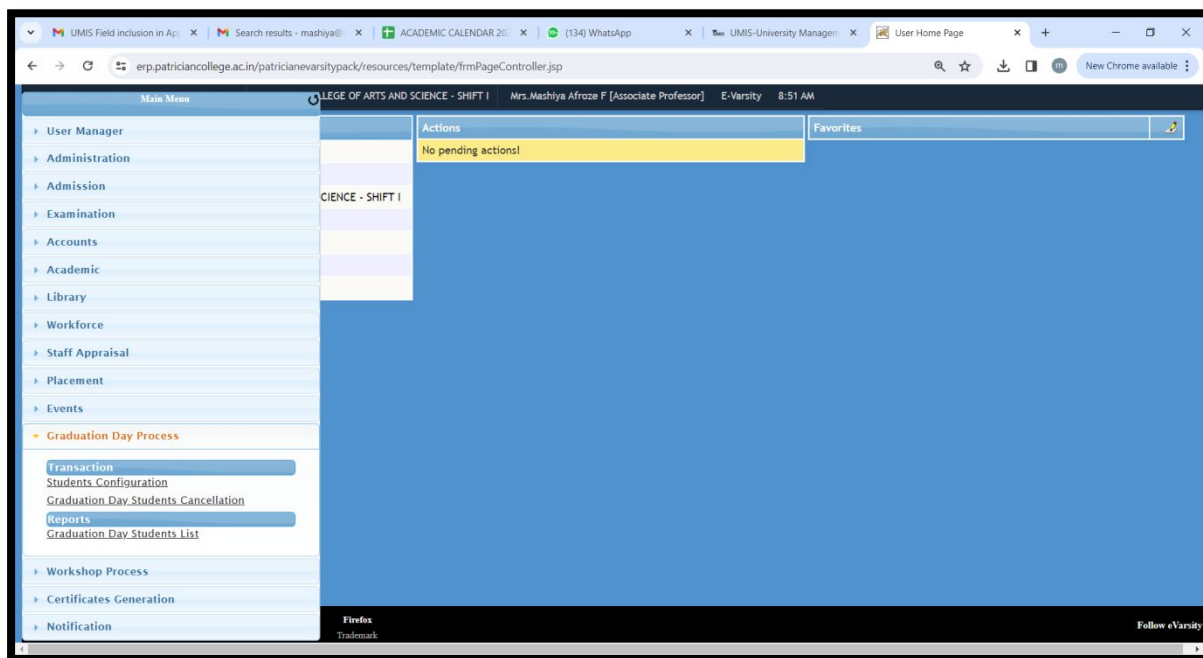 UMIS Field inclusion in Ap
Search results - mashiya@
ACADEMIC CALENDAR 20
(134) WhatsApp
UMIS-University Managem
User Home Page
erp.patriciancollege.ac.in/patricianevarsitypack/resources/template/frmPageController.jsp
m
New Chrome available
Main Menu
LLEGE OF ARTS AND SCIENCE - SHIFT I Mrs.Mashiya Afroze F [Associate Professor] E-Varsity 8:51 AM
User Manager
Administration
Admission
Examination
Accounts
Academic
Library
Workforce
Staff Appraisal
Placement
Events
Graduation Day Process
Transaction
Students Configuration
Graduation Day Students Cancellation
Reports
Graduation Day Students List
Workshop Process
Certificates Generation
Notification
CIENCE - SHIFT I
Actions
No pending actions!
Favorites
Firefox
Trademark
Follow eVarsity